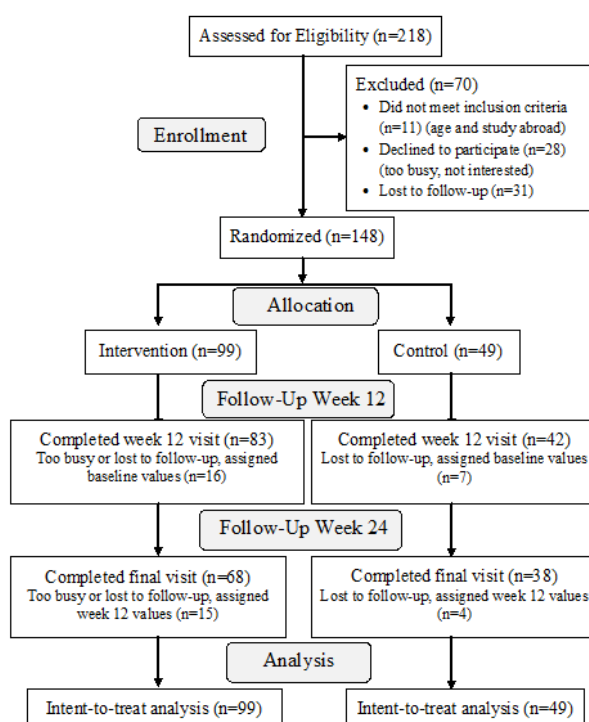 Assessed for Eligibility (n=218)
Excluded (n=70)
• Did not meet inclusion criteria
(n=11) (age and study abroad)
• Declined to participate (n=28)
(too busy, not interested)
• Lost to follow-up (n=31)
Enrollment
Randomized (n=148)
Allocation
Intervention (n=99)
Control (n=49)
Follow-Up Week 12
Completed week 12 visit (n=83)
Too busy or lost to follow-up, assigned
baseline values (n=16)
Completed week 12 visit (n=42)
Lost to follow-up, assigned baseline values
(n=7)
Follow-Up Week 24
Completed final visit (n=68)
Too busy or lost to follow-up, assigned
week 12 values (n=15)
Completed final visit (n=38)
Lost to follow-up, assigned week 12 values
(n=4)
Analysis
Intent-to-treat analysis (n=99)
Intent-to-treat analysis (n=49)